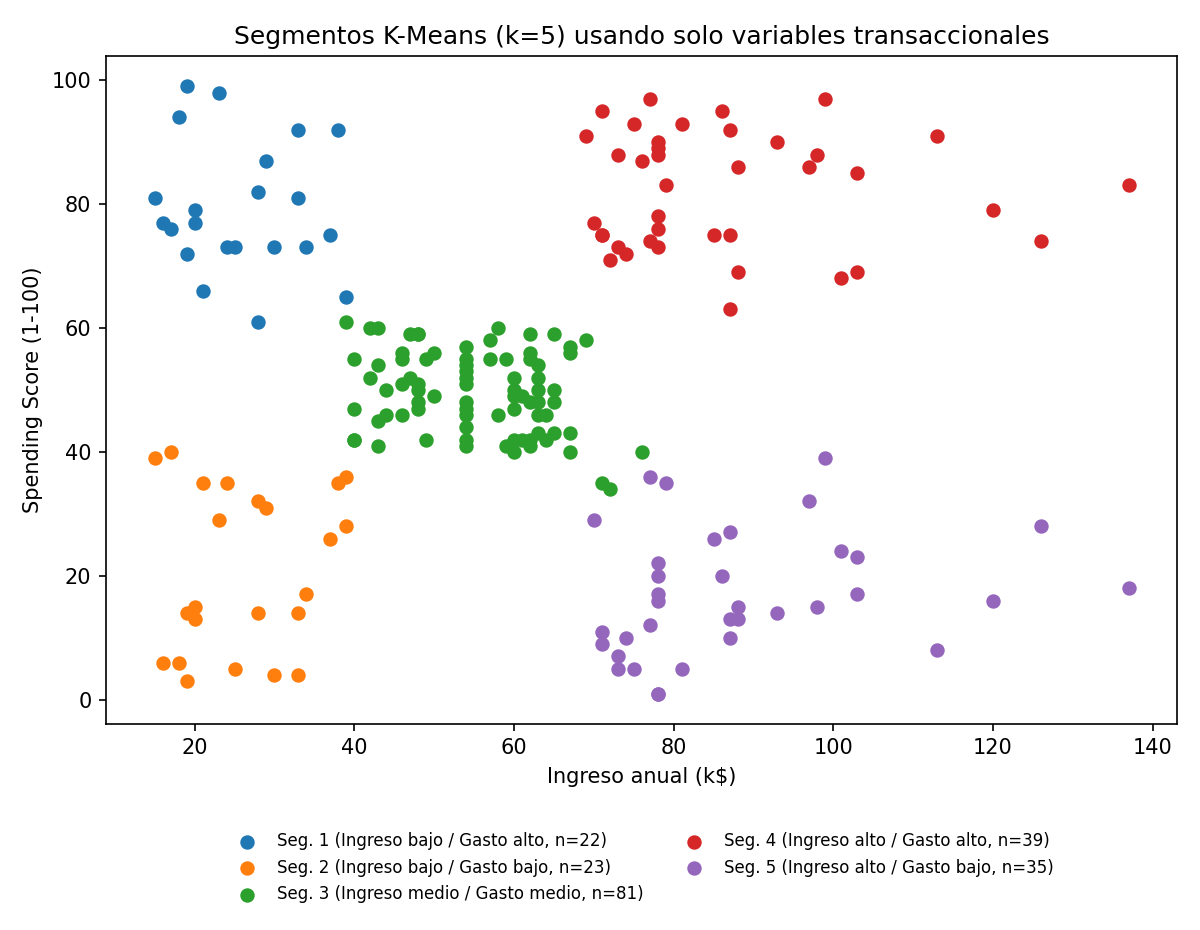 Segmentos K-Means (k=5) usando solo variables transaccionales
100
80
60
40
20
0
Spending Score (1-100)
20 40 60 80 100 120 140
Ingreso anual (k$)
Seg. 1 (Ingreso bajo / Gasto alto, n=22)
Seg. 2 (Ingreso bajo / Gasto bajo, n=23)
Seg. 3 (Ingreso medio / Gasto medio, n=81)
Seg. 4 (Ingreso alto / Gasto alto, n=39)
Seg. 5 (Ingreso alto / Gasto bajo, n=35)